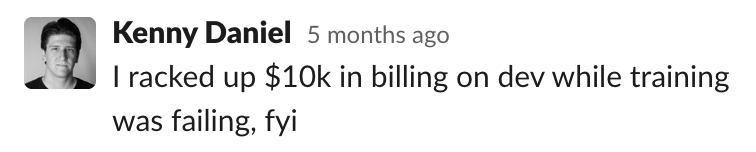 Kenny Daniel 5 months ago
I racked up $10k in billing on dev while training
was failing, fyi